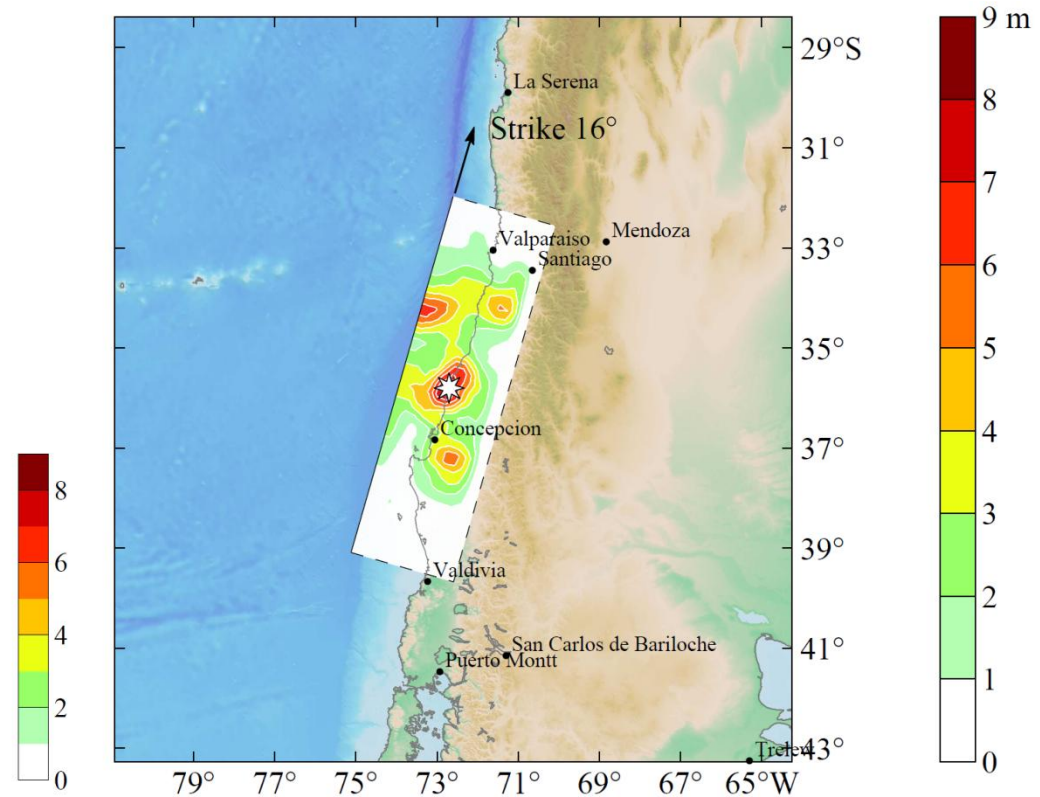 9 m
8
7
6
5
4
3
2
1
0
29°S
31°
33°
35°
37°
39°
41°
43°
La Serena
Strike 16°
Mendoza
Valparaiso
Santiago
Concepcion
Valdivia
San Carlos de Bariloche
Puerto Montt
Trelew
8
6
4
2
0
79°
77°
75°
73°
71°
69°
67°
65°W